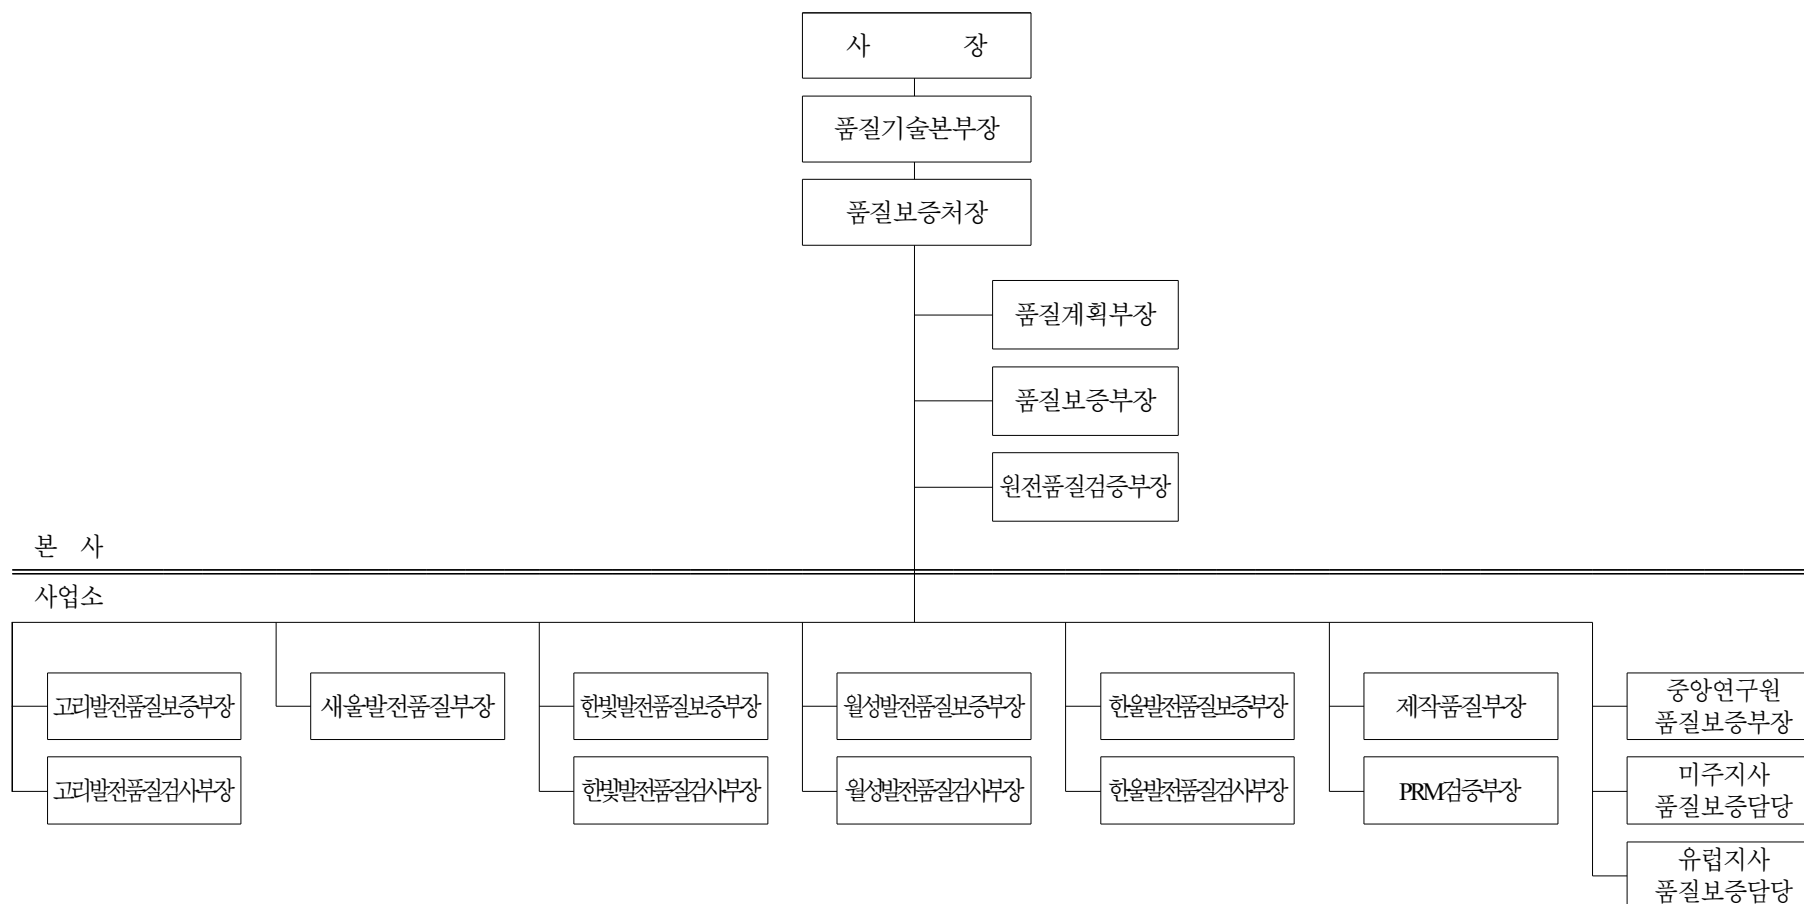 사 장
품질기술본부장
품질보증처장
품질계획부장
품질보증부장
원전품질검증부장
본 사
사업소
고리발전품질보증부장
새울발전품질부장
한빛발전품질보증부장
월성발전품질보증부장
한울발전품질보증부장
제작품질부장
중앙연구원
품질보증부장
고리발전품질검사부장
한빛발전품질검사부장
월성발전품질검사부장
한울발전품질검사부장
PRM검증부장
미주지사
품질보증담당
유럽지사
품질보증담당